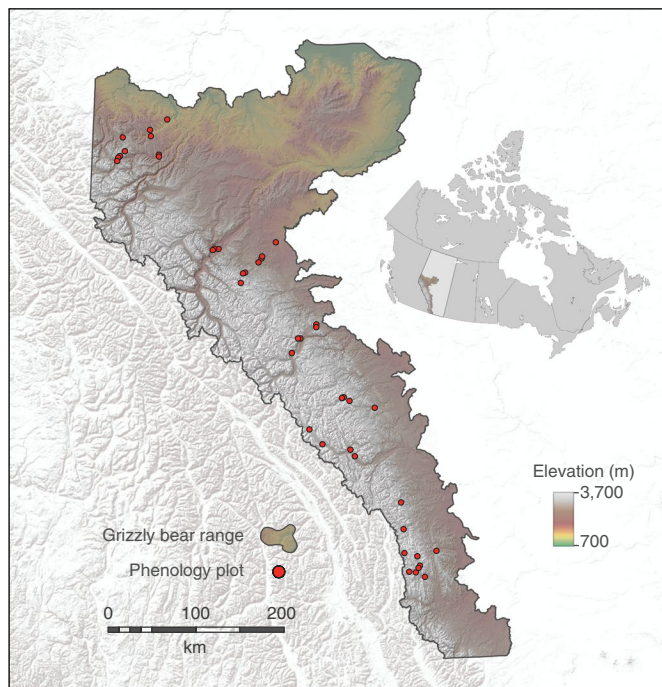 Elevation (m)
3,700
700
Grizzly bear range
Phenology plot
0 100 200
km